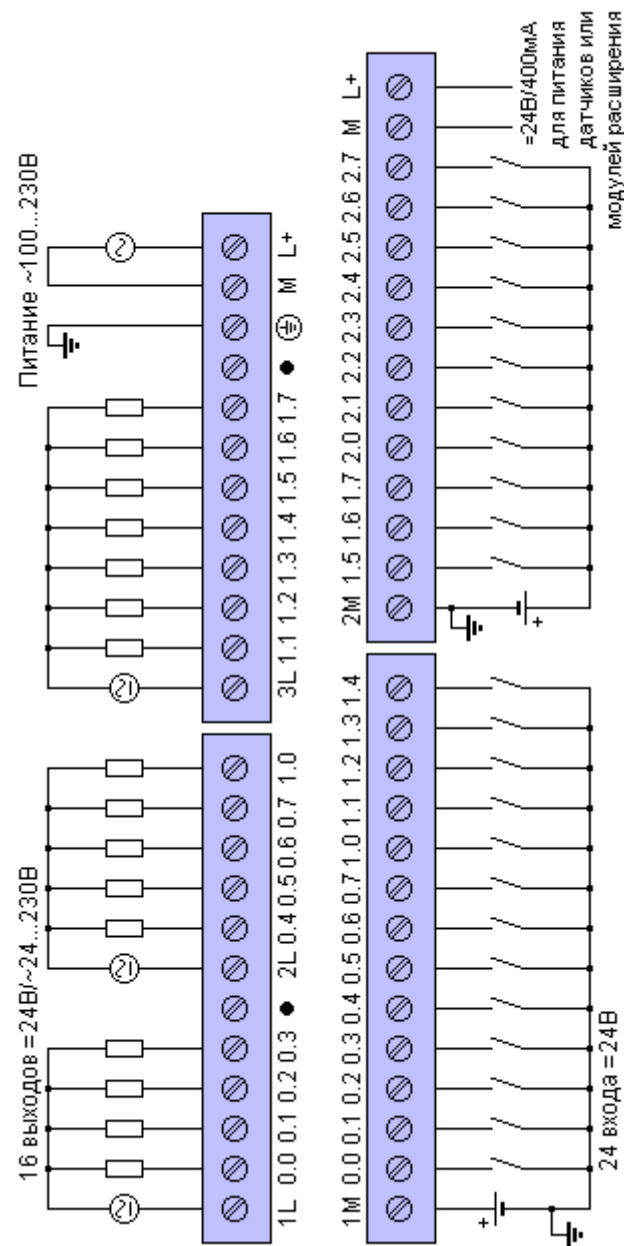 16 выходов =24В/~24...230В
Питание ~100...230В
1L 0.0 0.1 0.2 0.3 ● 2L 0.4 0.5 0.6 0.7 1.0
3L 1.1 1.2 1.3 1.4 1.5 1.6 1.7 ● ⏚ M L+
1M 0.0 0.1 0.2 0.3 0.4 0.5 0.6 0.7 1.0 1.1 1.2 1.3 1.4
2M 1.5 1.6 1.7 2.0 2.1 2.2 2.3 2.4 2.5 2.6 2.7 M L+
24 входа =24В
=24В/400мА
для питания
датчиков или
модулей расширения